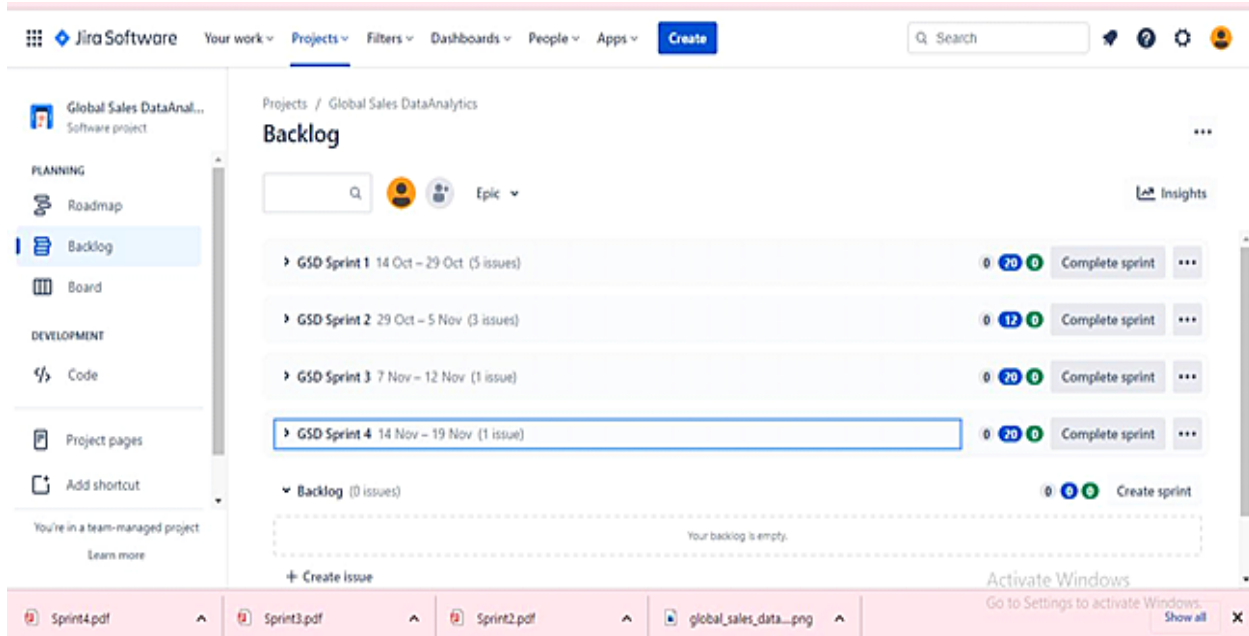 Jira Software Your work Projects Filters Dashboards People Apps Create Search
Global Sales DataAnal...
Software project
PLANNING
Roadmap
Backlog
Board
DEVELOPMENT
Code
Project pages
Add shortcut
You're in a team-managed project
Learn more
Projects / Global Sales DataAnalytics
Backlog
Epic
Insights
GSD Sprint 1 14 Oct – 29 Oct (5 issues) 0 20 0 Complete sprint
GSD Sprint 2 29 Oct – 5 Nov (3 issues) 0 12 0 Complete sprint
GSD Sprint 3 7 Nov – 12 Nov (1 issue) 0 20 0 Complete sprint
GSD Sprint 4 14 Nov – 19 Nov (1 issue) 0 20 0 Complete sprint
Backlog (0 issues) 0 0 0 Create sprint
Your backlog is empty.
+ Create issue
Activate Windows
Go to Settings to activate Windows.
Sprint4.pdf Sprint3.pdf Sprint2.pdf global_sales_data....png Show all X